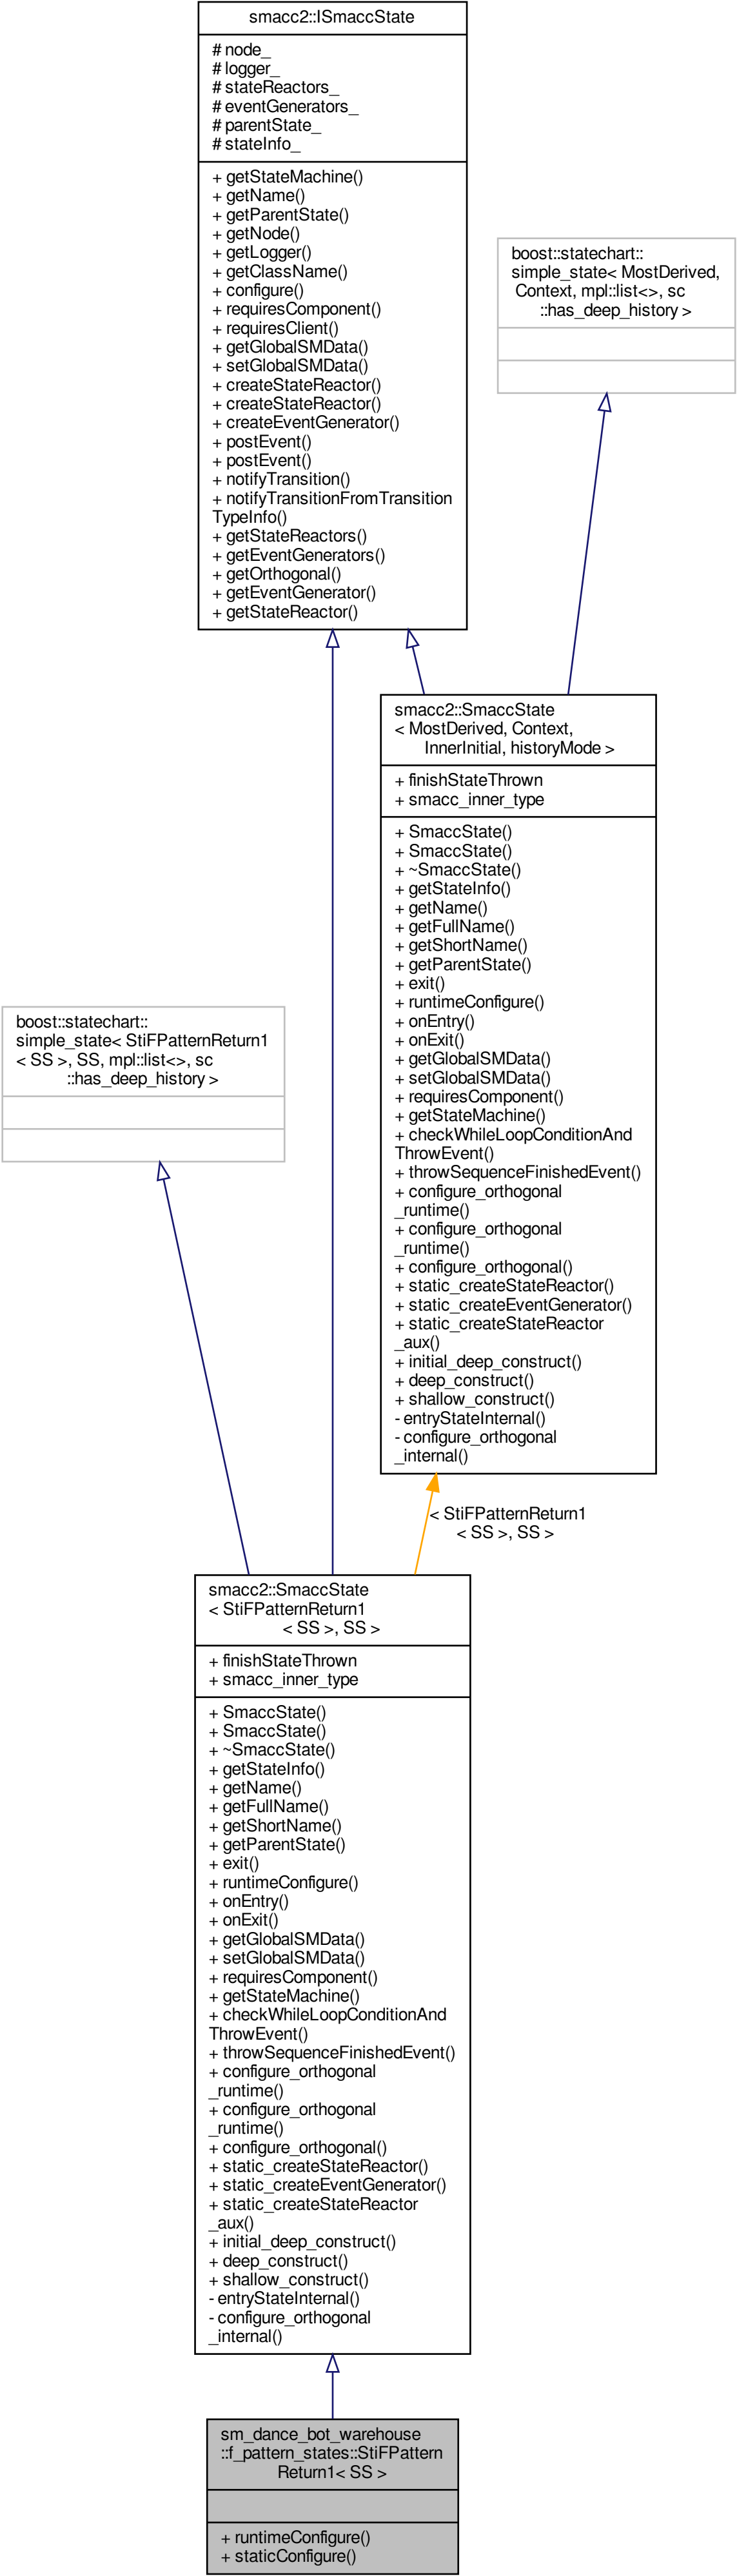 smacc2::ISmaccState
# node_
# logger_
# stateReactors_
# eventGenerators_
# parentState_
# stateInfo_
+ getStateMachine()
+ getName()
+ getParentState()
+ getNode()
+ getLogger()
+ getClassName()
+ configure()
+ requiresComponent()
+ requiresClient()
+ getGlobalSMData()
+ setGlobalSMData()
+ createStateReactor()
+ createStateReactor()
+ createEventGenerator()
+ postEvent()
+ postEvent()
+ notifyTransition()
+ notifyTransitionFromTransition
TypeInfo()
+ getStateReactors()
+ getEventGenerators()
+ getOrthogonal()
+ getEventGenerator()
+ getStateReactor()
boost::statechart::
simple_state< MostDerived,
Context, mpl::list<>, sc
::has_deep_history >
smacc2::SmaccState
< MostDerived, Context,
InnerInitial, historyMode >
+ finishStateThrown
+ smacc_inner_type
+ SmaccState()
+ SmaccState()
+ ~SmaccState()
+ getStateInfo()
+ getName()
+ getFullName()
+ getShortName()
+ getParentState()
+ exit()
+ runtimeConfigure()
+ onEntry()
+ onExit()
+ getGlobalSMData()
+ setGlobalSMData()
+ requiresComponent()
+ getStateMachine()
+ checkWhileLoopConditionAnd
ThrowEvent()
+ throwSequenceFinishedEvent()
+ configure_orthogonal
_runtime()
+ configure_orthogonal
_runtime()
+ configure_orthogonal()
+ static_createStateReactor()
+ static_createEventGenerator()
+ static_createStateReactor
_aux()
+ initial_deep_construct()
+ deep_construct()
+ shallow_construct()
- entryStateInternal()
- configure_orthogonal
_internal()
boost::statechart::
simple_state< StiFPatternReturn1
< SS >, SS, mpl::list<>, sc
::has_deep_history >
< StiFPatternReturn1
< SS >, SS >
smacc2::SmaccState
< StiFPatternReturn1
< SS >, SS >
+ finishStateThrown
+ smacc_inner_type
+ SmaccState()
+ SmaccState()
+ ~SmaccState()
+ getStateInfo()
+ getName()
+ getFullName()
+ getShortName()
+ getParentState()
+ exit()
+ runtimeConfigure()
+ onEntry()
+ onExit()
+ getGlobalSMData()
+ setGlobalSMData()
+ requiresComponent()
+ getStateMachine()
+ checkWhileLoopConditionAnd
ThrowEvent()
+ throwSequenceFinishedEvent()
+ configure_orthogonal
_runtime()
+ configure_orthogonal
_runtime()
+ configure_orthogonal()
+ static_createStateReactor()
+ static_createEventGenerator()
+ static_createStateReactor
_aux()
+ initial_deep_construct()
+ deep_construct()
+ shallow_construct()
- entryStateInternal()
- configure_orthogonal
_internal()
sm_dance_bot_warehouse
::f_pattern_states::StiFPattern
Return1< SS >
+ runtimeConfigure()
+ staticConfigure()